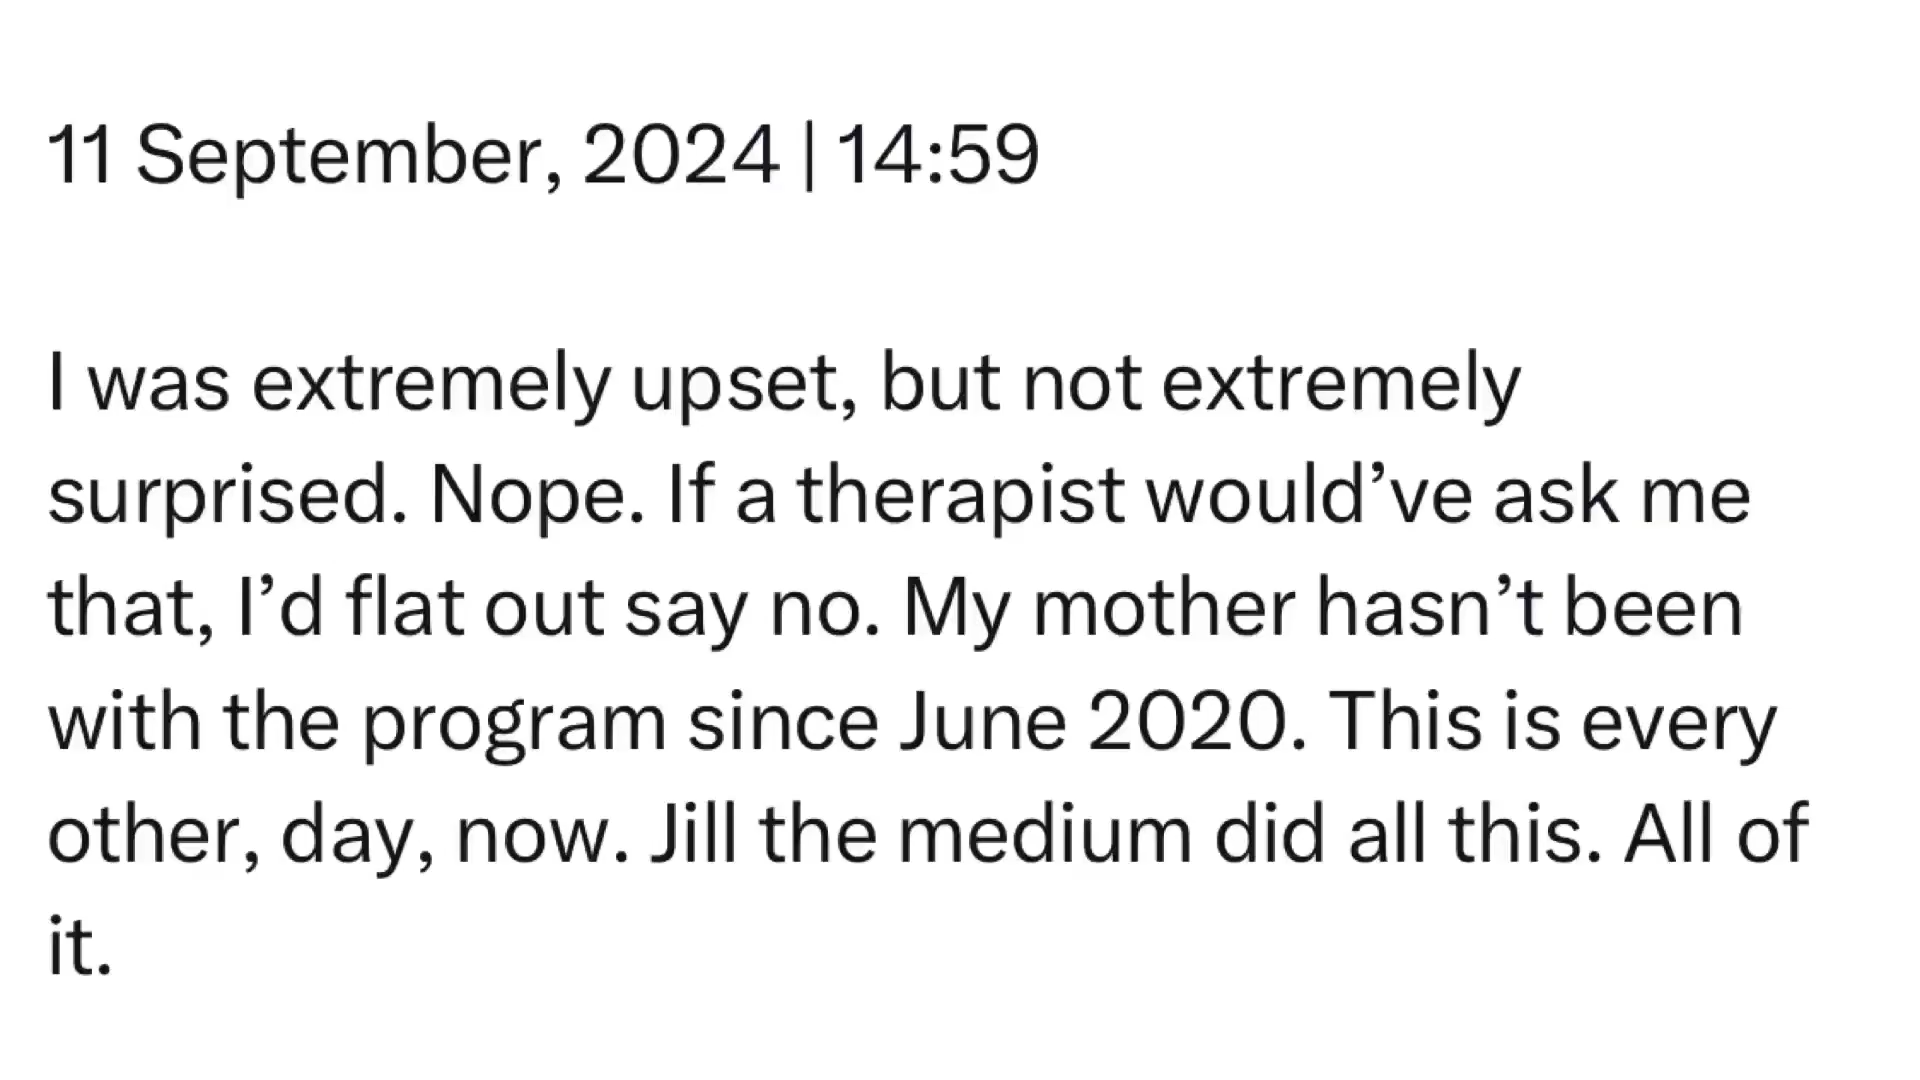 11 September, 2024 | 14:59
I was extremely upset, but not extremely
surprised. Nope. If a therapist would’ve ask me
that, I’d flat out say no. My mother hasn’t been
with the program since June 2020. This is every
other, day, now. Jill the medium did all this. All of
it.